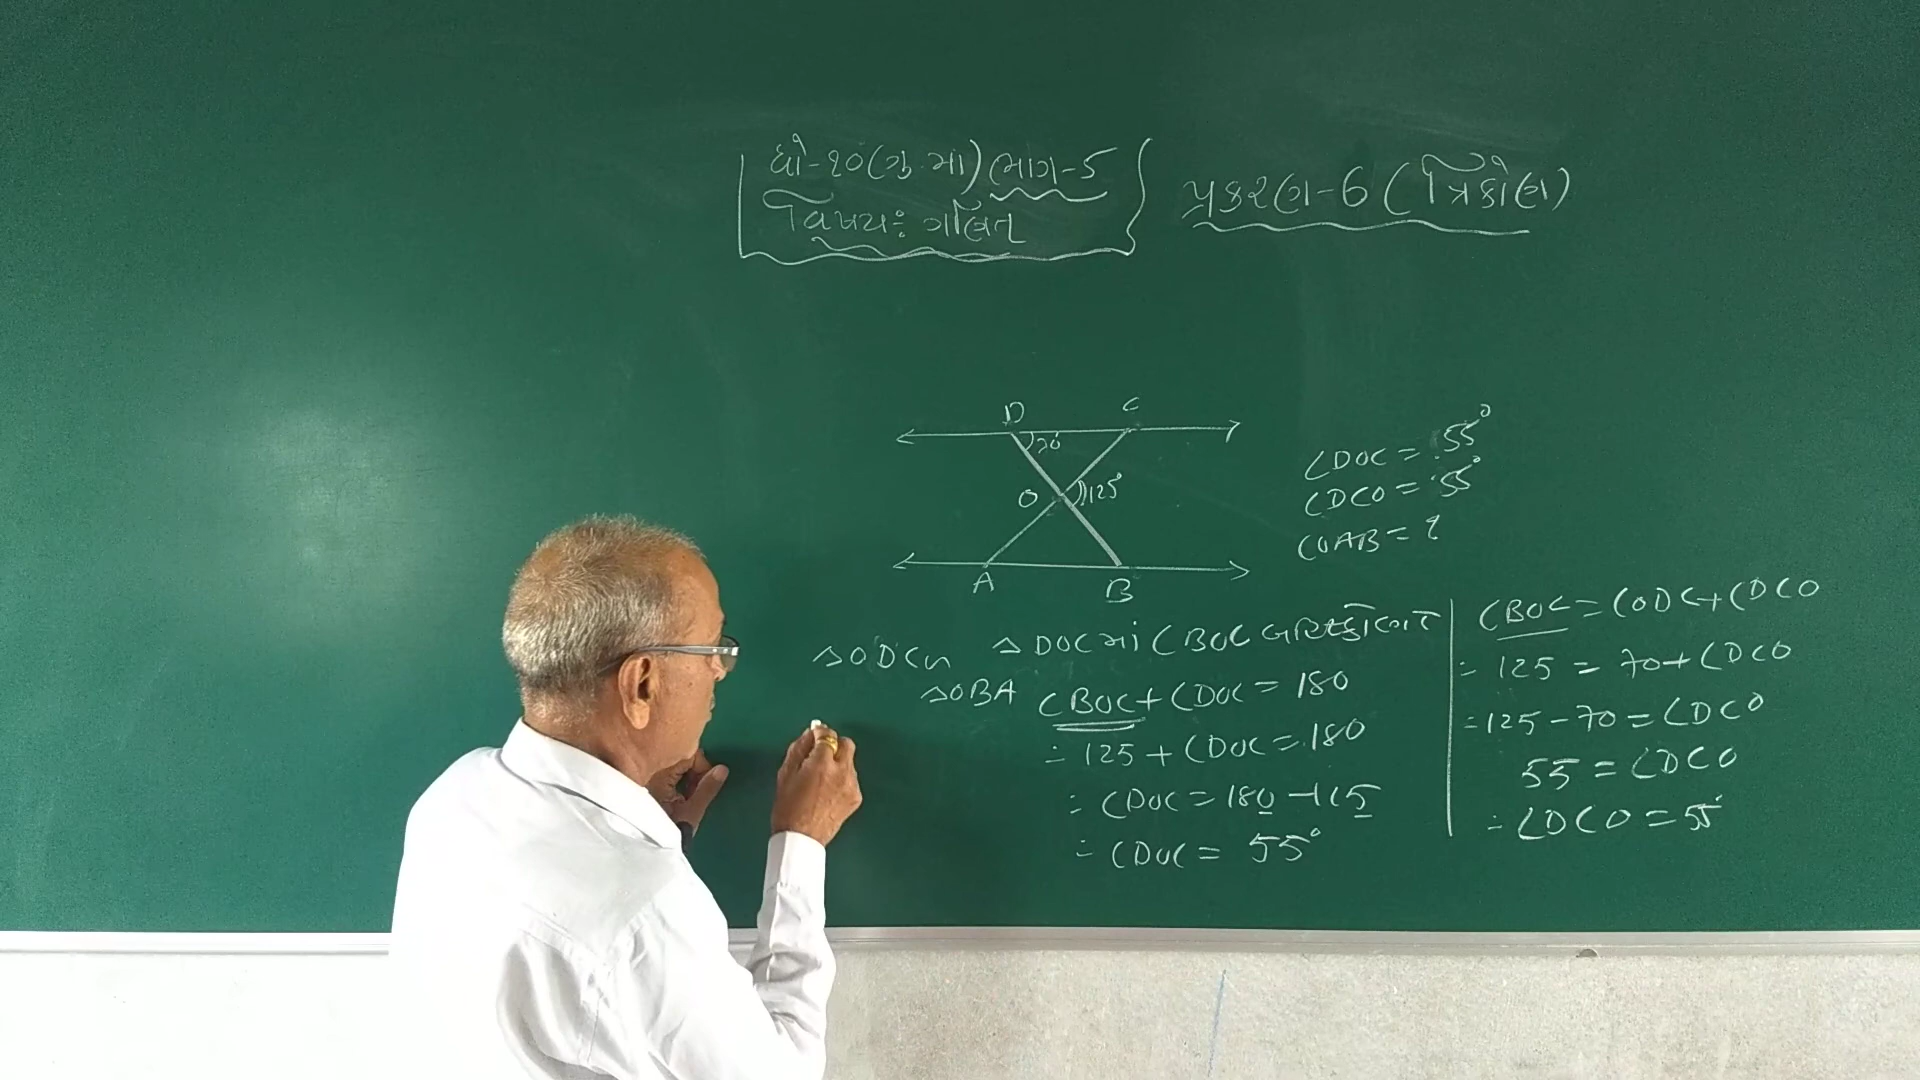 ધો-૧૦(ગુ.મા) ભાગ-5
વિષય: ગણિત
પ્રકરણ-6 (ત્રિકોણ)
D C
70°
O 125°
A B
∠DOC = 55°
∠DCO = 55°
∠OAB = ?
△ODC ~
△OBA
△DOC માં ∠BOC
∠BOC + ∠DOC = 180
∴ 125 + ∠DOC = 180
∴ ∠DOC = 180 - 125
∴ ∠DOC = 55°
∠BOC = ∠ODC + ∠DCO
∴ 125 = 70 + ∠DCO
∴ 125 - 70 = ∠DCO
55 = ∠DCO
∴ ∠DCO = 55°